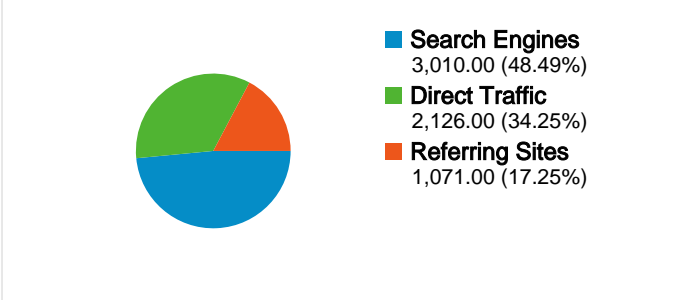 Search Engines
3,010.00 (48.49%)
Direct Traffic
2,126.00 (34.25%)
Referring Sites
1,071.00 (17.25%)